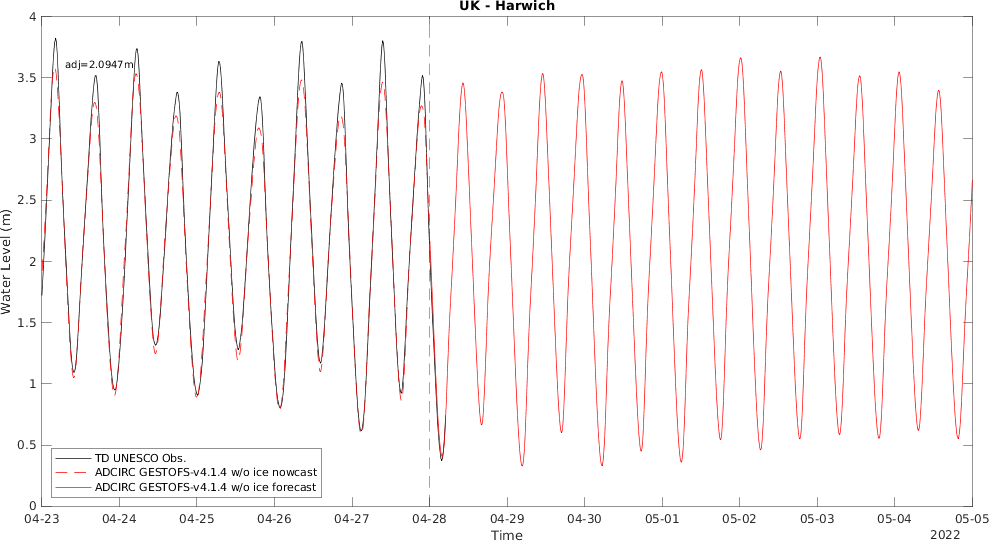 UK - Harwich
4
3.5
3
2.5
2
1.5
1
0.5
0
Water Level (m)
adj=2.0947m
TD UNESCO Obs.
ADCIRC GESTOFS-v4.1.4 w/o ice nowcast
ADCIRC GESTOFS-v4.1.4 w/o ice forecast
04-23 04-24 04-25 04-26 04-27 04-28 04-29 04-30 05-01 05-02 05-03 05-04 05-05
Time
2022